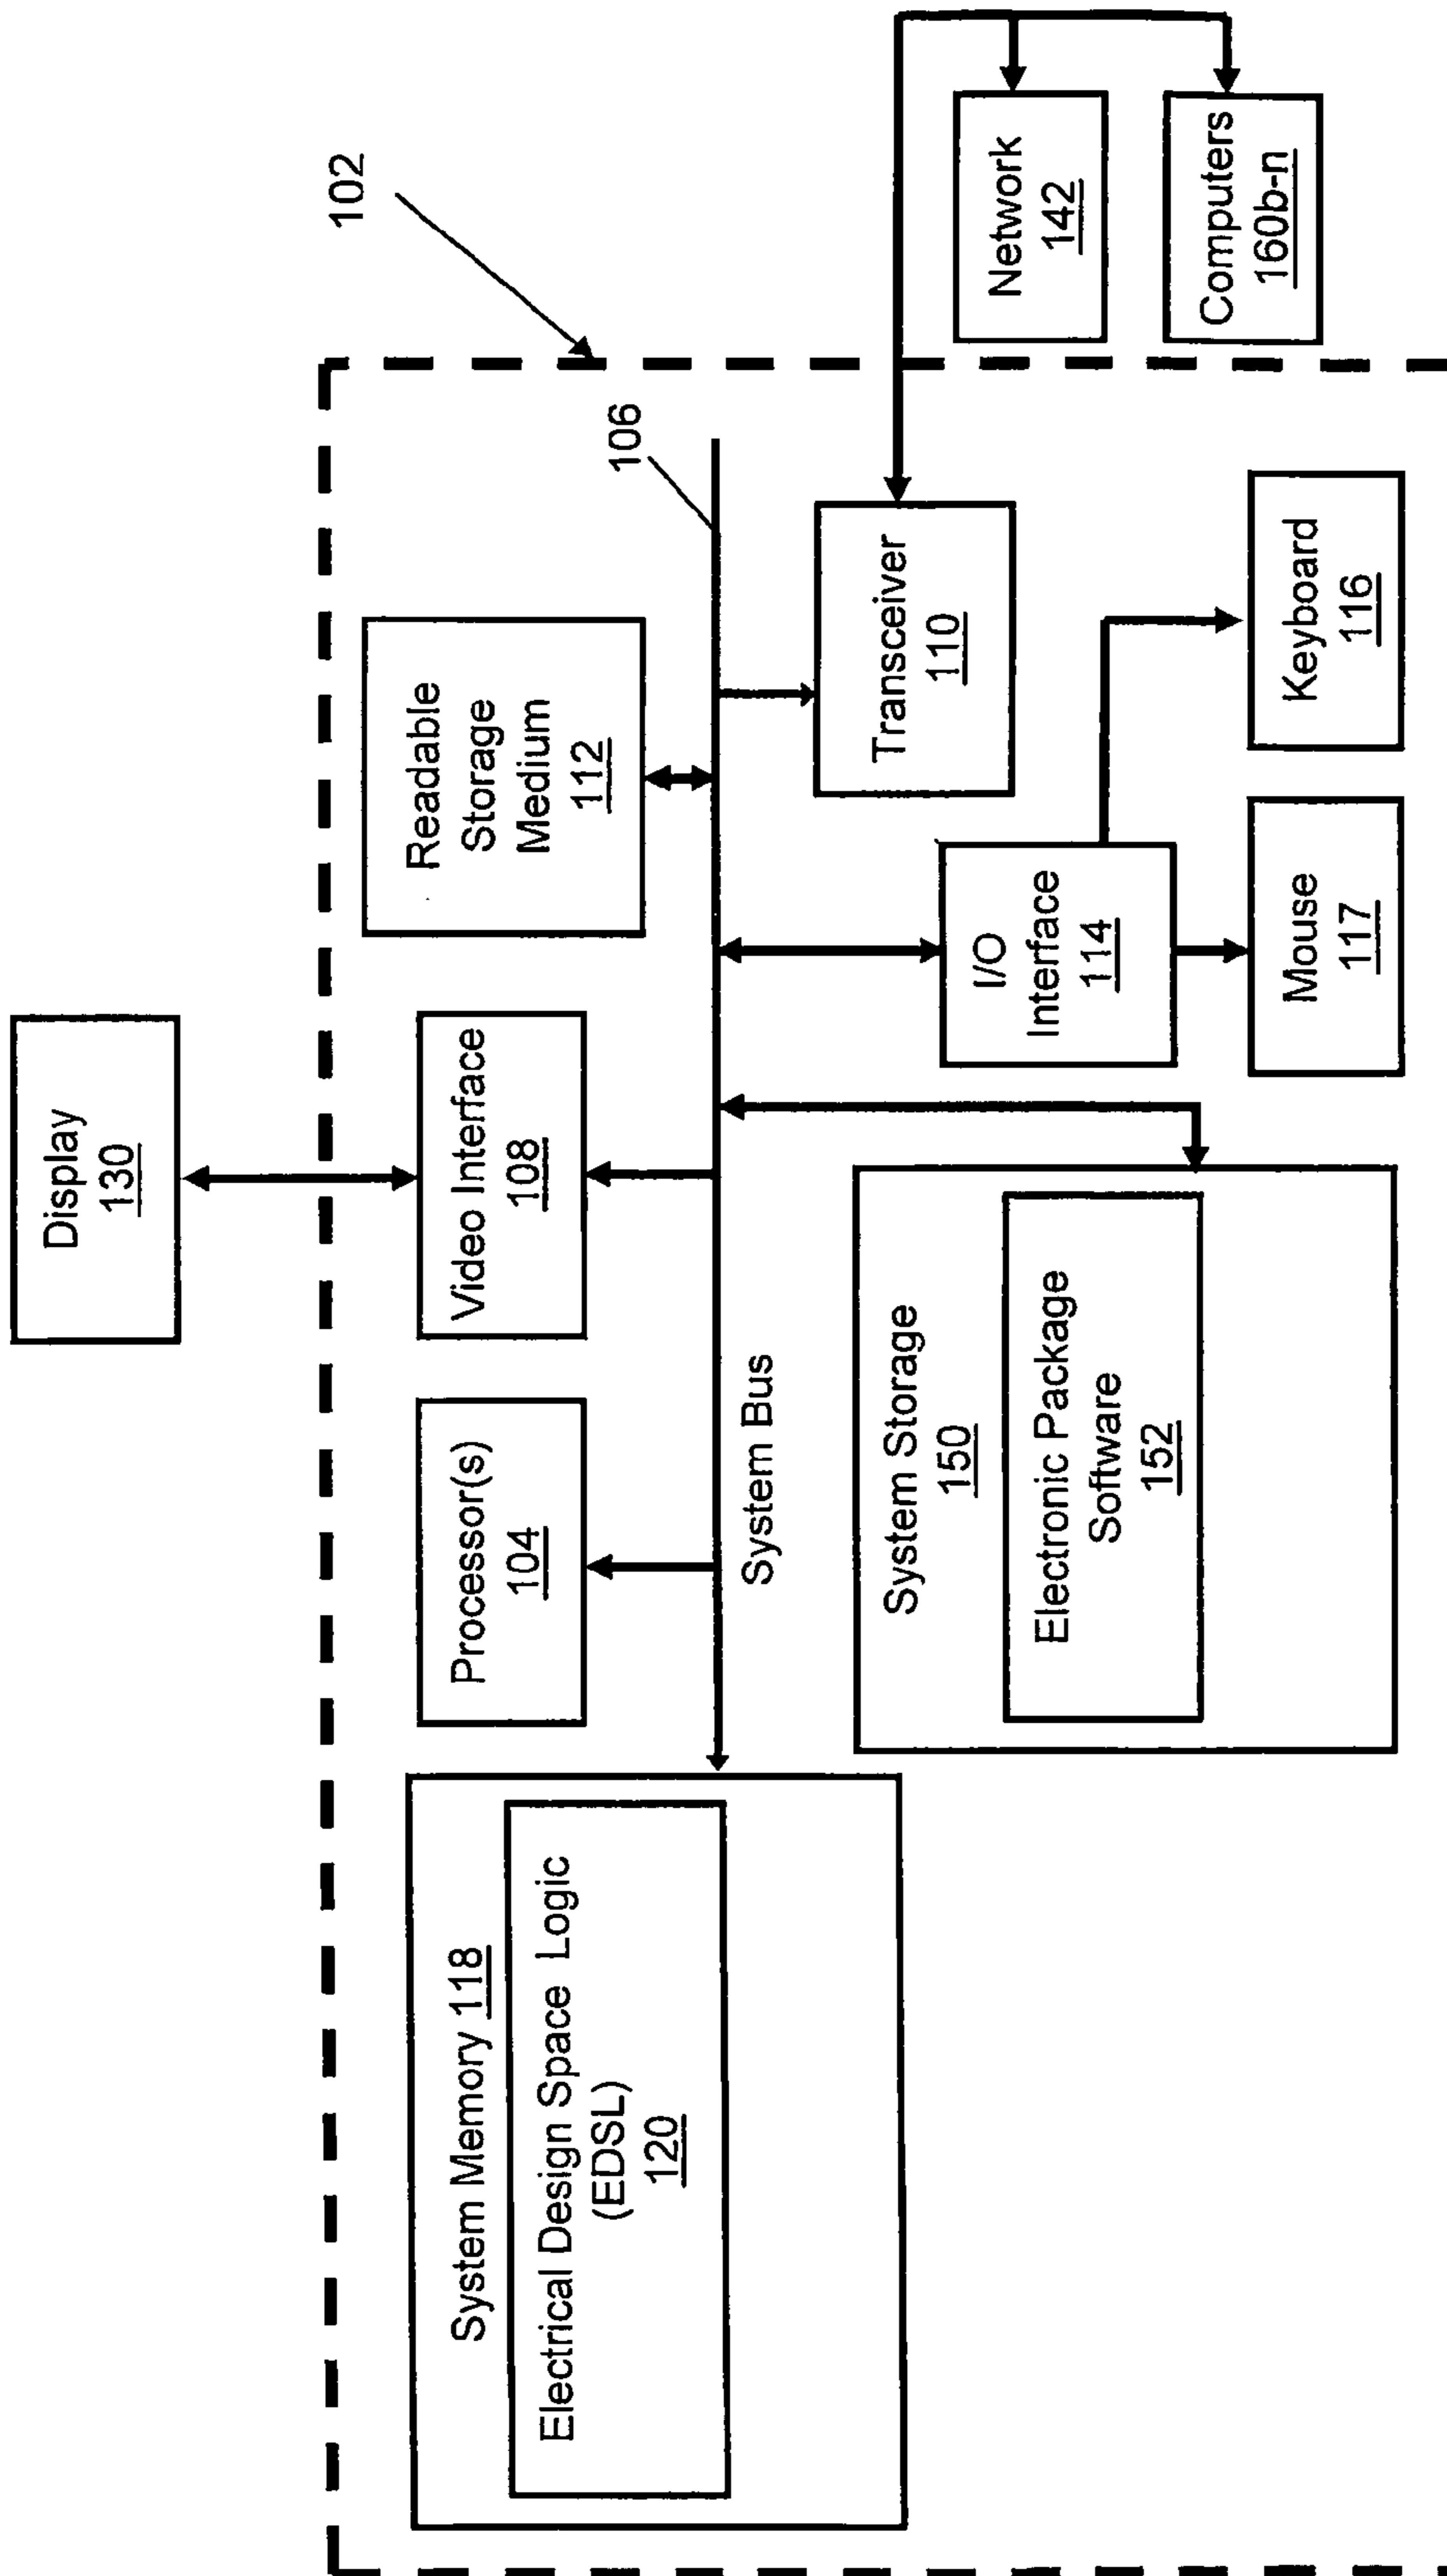 Display
130
102
Processor(s)
104
Video Interface
108
Readable
Storage
Medium
112
106
System Memory 118
Electrical Design Space Logic
(EDSL)
120
System Bus
System Storage
150
Electronic Package
Software
152
I/O
Interface
114
Transceiver
110
Mouse
117
Keyboard
116
Network
142
Computers
160b-n